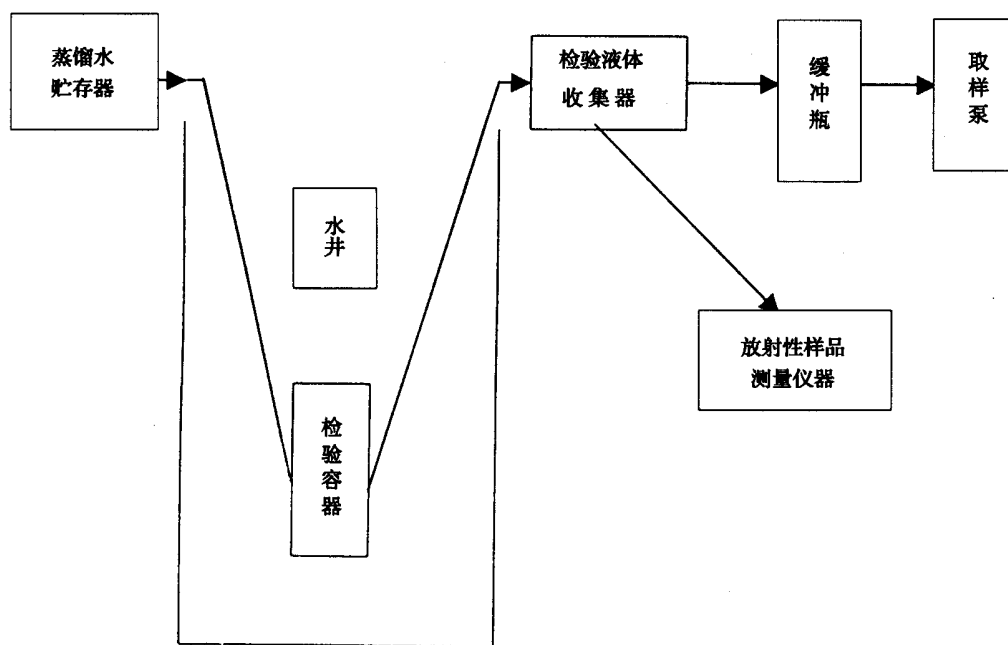 蒸馏水
贮存器
检验液体
收集器
缓冲瓶
取样泵
水井
放射性样品
测量仪器
检验容器